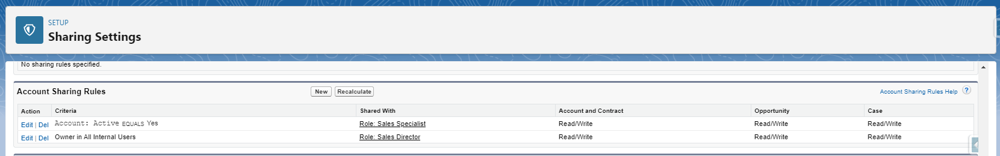 SETUP
Sharing Settings
No sharing rules specified.
Account Sharing Rules New Recalculate Account Sharing Rules Help ?
Action Criteria Shared With Account and Contract Opportunity Case
Edit | Del Account: Active EQUALS Yes Role: Sales Specialist Read/Write Read/Write Read/Write
Edit | Del Owner in All Internal Users Role: Sales Director Read/Write Read/Write Read/Write